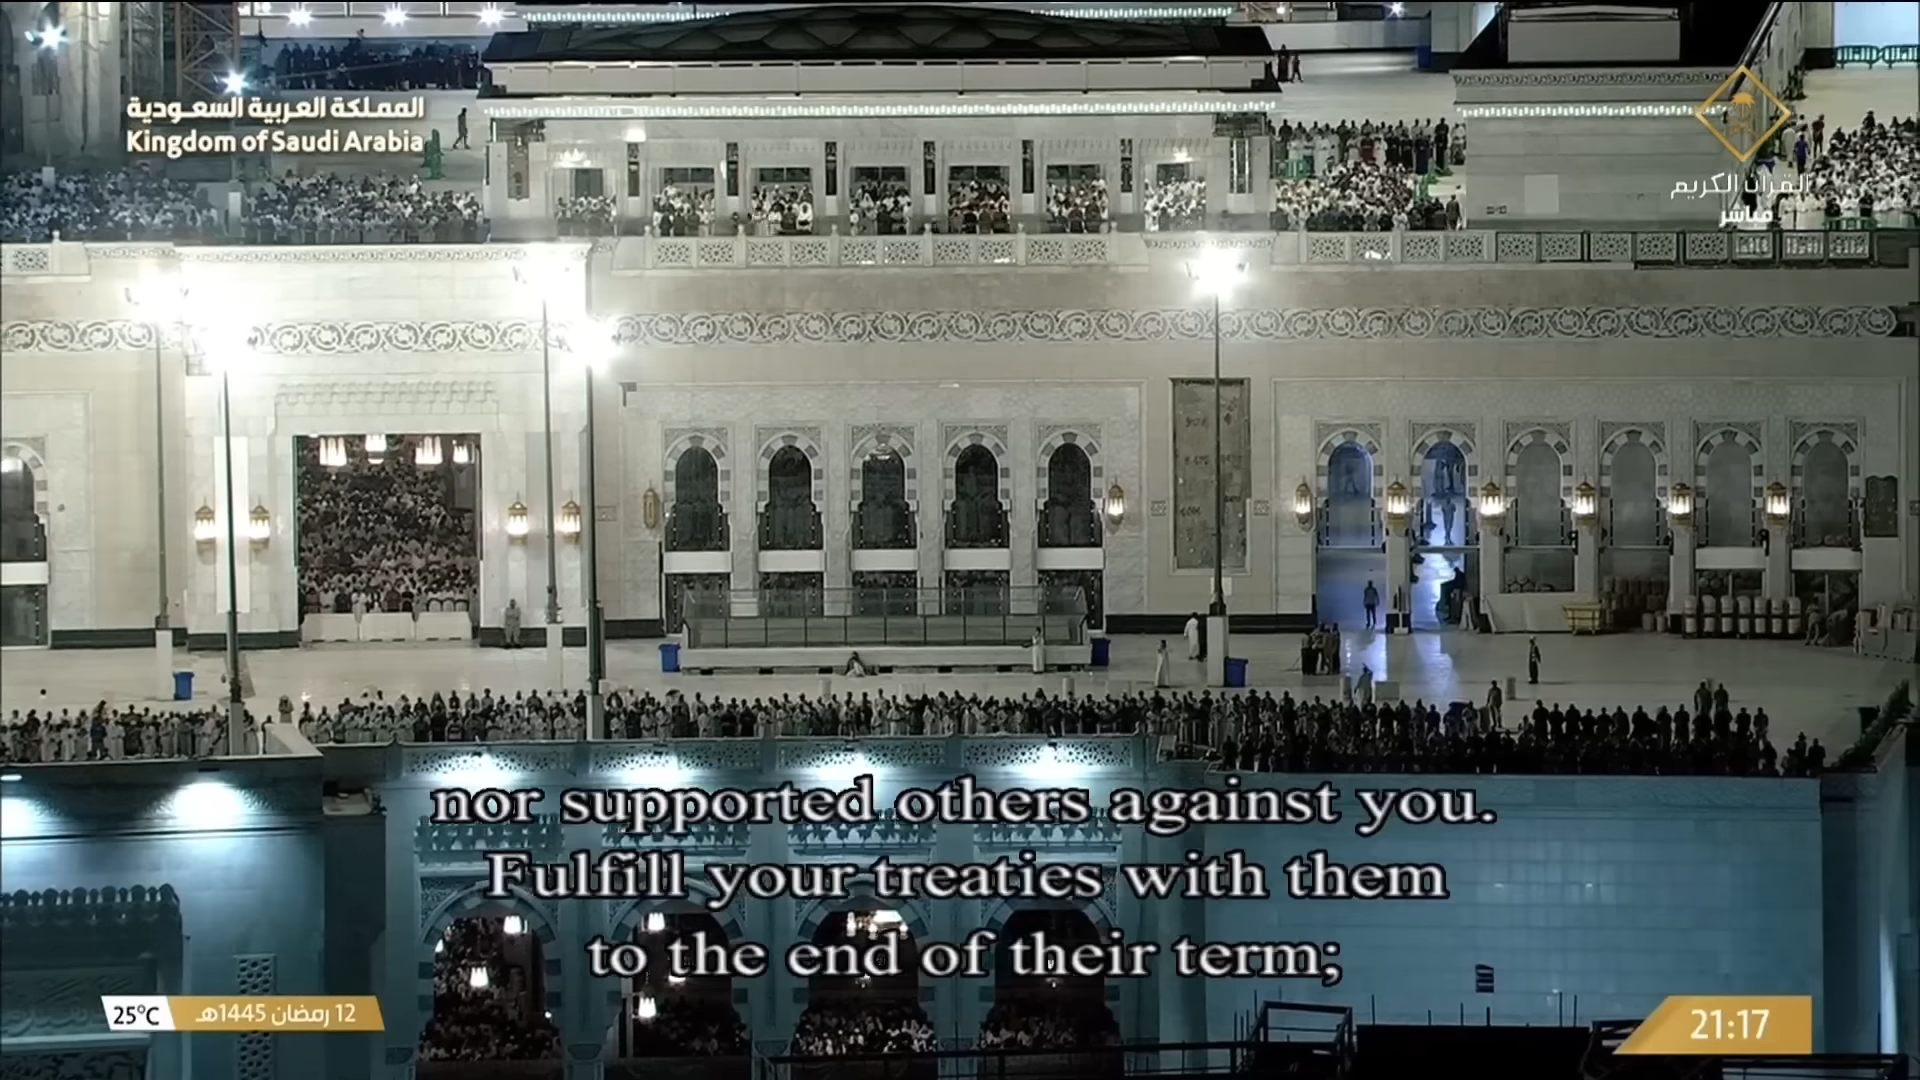 المملكة العربية السعودية
Kingdom of Saudi Arabia
القرآن الكريم
مباشر
nor supported others against you.
Fulfill your treaties with them
to the end of their term;
25°C
12 رمضان 1445هـ
21:17